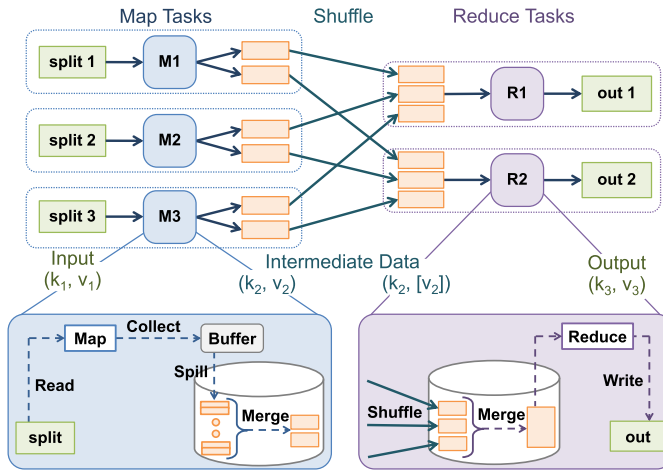 Map Tasks
Shuffle
Reduce Tasks
split 1
M1
R1
out 1
split 2
M2
split 3
M3
R2
out 2
Input
(k1, v1)
Intermediate Data
(k2, v2)
(k2, [v2])
Output
(k3, v3)
Map
Collect
Buffer
Read
Spill
Merge
split
Reduce
Shuffle
Merge
Write
out